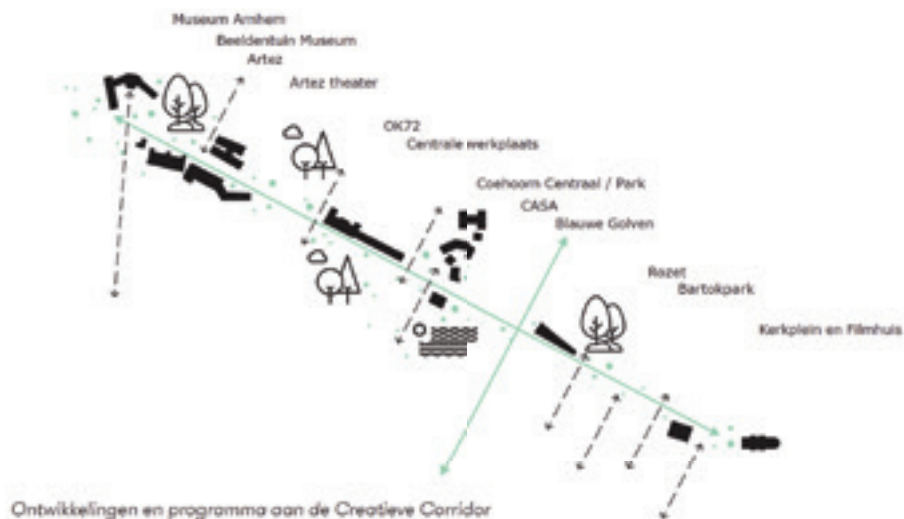 Museum Arnhem
Beeldentuin Museum
Artez
Artez theater
OK72
Centrale werkplaats
Coehoorn Centraal / Park
CASA
Blauwe Golven
Rozet
Bartokpark
Kerkplein en Filmhuis
Ontwikkelingen en programma aan de Creatieve Corridor